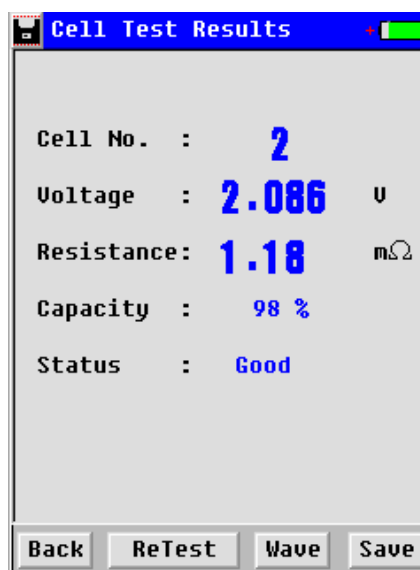 Cell Test Results +
Cell No. : 2
Voltage : 2.086 V
Resistance: 1.18 mΩ
Capacity : 98 %
Status : Good
Back ReTest Wave Save